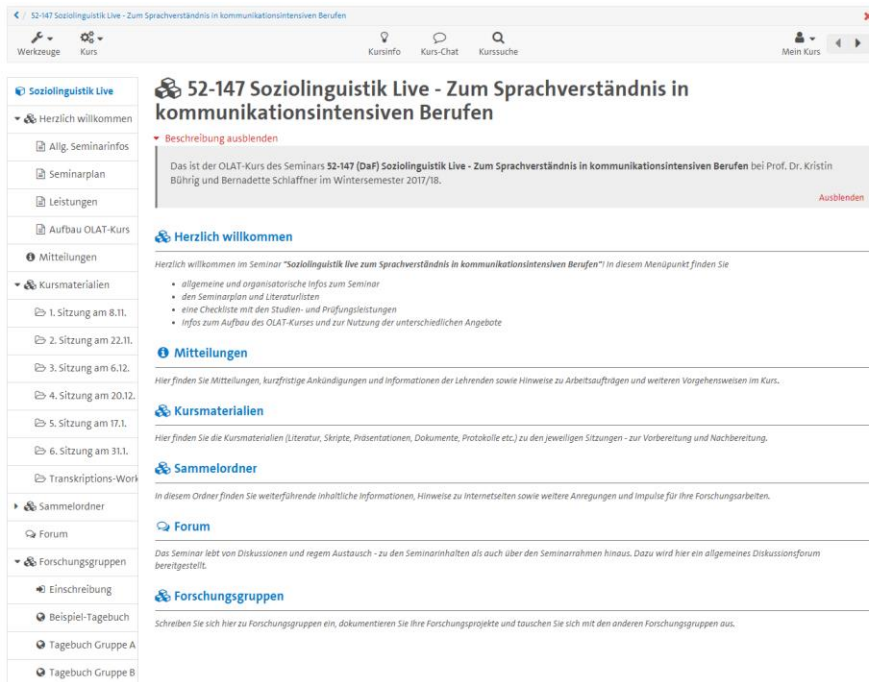 / 52-147 Soziolinguistik Live - Zum Sprachverständnis in kommunikationsintensiven Berufen
Werkzeuge
Kurs
Kursinfo
Kurs-Chat
Kurssuche
Mein Kurs
Soziolinguistik Live
Herzlich willkommen
Allg. Seminarinfos
Seminarplan
Leistungen
Aufbau OLAT-Kurs
Mitteilungen
Kursmaterialien
1. Sitzung am 8.11.
2. Sitzung am 22.11.
3. Sitzung am 6.12.
4. Sitzung am 20.12.
5. Sitzung am 17.1.
6. Sitzung am 31.1.
Transkriptions-Work
Sammelordner
Forum
Forschungsgruppen
Einschreibung
Beispiel-Tagebuch
Tagebuch Gruppe A
Tagebuch Gruppe B
52-147 Soziolinguistik Live - Zum Sprachverständnis in
kommunikationsintensiven Berufen
Beschreibung ausblenden
Das ist der OLAT-Kurs des Seminars 52-147 (DaF) Soziolinguistik Live - Zum Sprachverständnis in kommunikationsintensiven Berufen bei Prof. Dr. Kristin
Bührig und Bernadette Schlaffner im Wintersemester 2017/18.
Ausblenden
Herzlich willkommen
Herzlich willkommen im Seminar "Soziolinguistik live zum Sprachverständnis in kommunikationsintensiven Berufen"! In diesem Menüpunkt finden Sie
• allgemeine und organisatorische Infos zum Seminar
• den Seminarplan und Literaturlisten
• eine Checkliste mit den Studien- und Prüfungsleistungen
• Infos zum Aufbau des OLAT-Kurses und zur Nutzung der unterschiedlichen Angebote
Mitteilungen
Hier finden Sie Mitteilungen, kurzfristige Ankündigungen und Informationen der Lehrenden sowie Hinweise zu Arbeitsaufträgen und weiteren Vorgehensweisen im Kurs.
Kursmaterialien
Hier finden Sie die Kursmaterialien (Literatur, Skripte, Präsentationen, Dokumente, Protokolle etc.) zu den jeweiligen Sitzungen - zur Vorbereitung und Nachbereitung.
Sammelordner
In diesem Ordner finden Sie weiterführende inhaltliche Informationen, Hinweise zu Internetseiten sowie weitere Anregungen und Impulse für Ihre Forschungsarbeiten.
Forum
Das Seminar lebt von Diskussionen und regem Austausch - zu den Seminarinhalten als auch über den Seminarrahmen hinaus. Dazu wird hier ein allgemeines Diskussionsforum
bereitgestellt.
Forschungsgruppen
Schreiben Sie sich hier zu Forschungsgruppen ein, dokumentieren Sie Ihre Forschungsprojekte und tauschen Sie sich mit den anderen Forschungsgruppen aus.